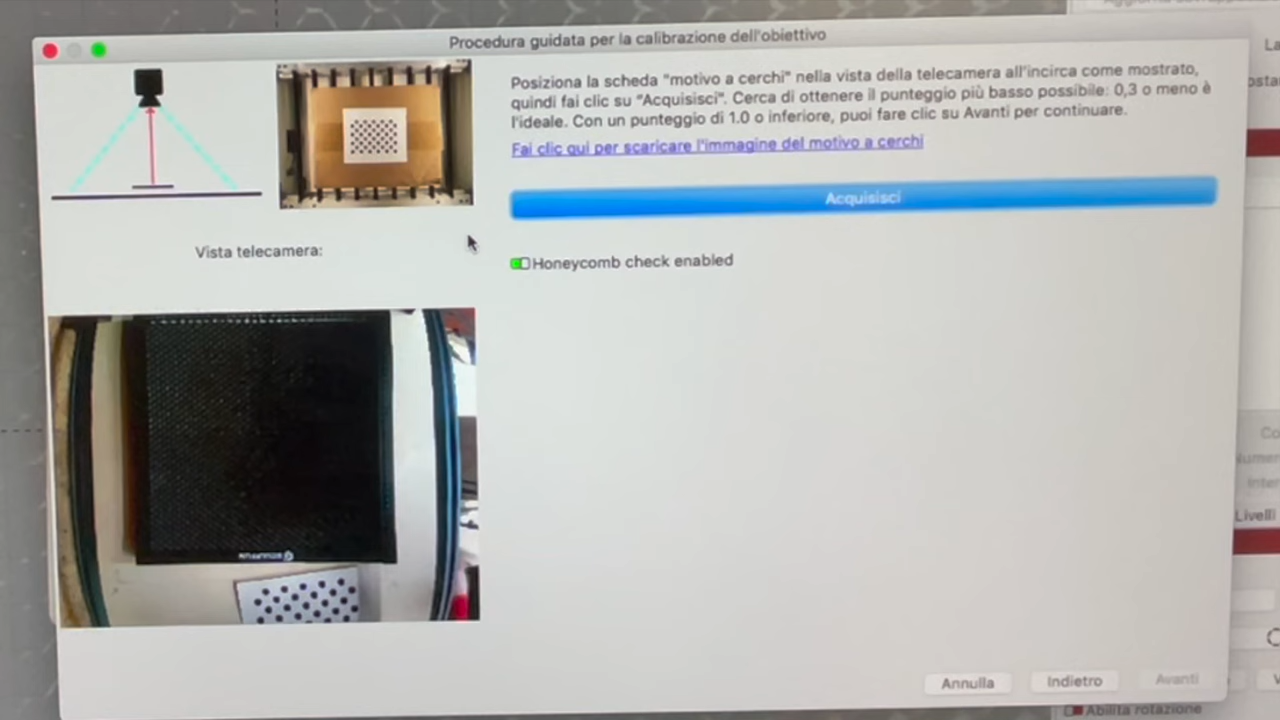 Procedura guidata per la calibrazione dell'obiettivo
Posiziona la scheda "motivo a cerchi" nella vista della telecamera all'incirca come mostrato,
quindi fai clic su "Acquisisci". Cerca di ottenere il punteggio più basso possibile: 0,3 o meno è
l'ideale. Con un punteggio di 1.0 o inferiore, puoi fare clic su Avanti per continuare.
Fai clic qui per scaricare l'immagine del motivo a cerchi
Acquisisci
Vista telecamera:
Honeycomb check enabled
Livelli
Annulla
Indietro
Avanti
Abilita rotazione